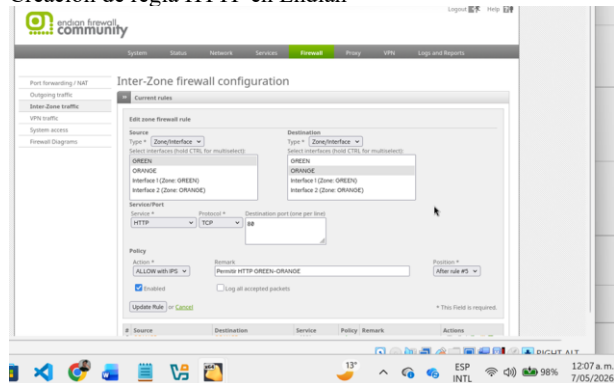 Creación de regla HTTP en Endian
endian firewall
community
Logout Help
System Status Network Services Firewall Proxy VPN Logs and Reports
Port forwarding / NAT
Outgoing traffic
Inter-Zone traffic
VPN traffic
System access
Firewall Diagrams
Inter-Zone firewall configuration
Current rules
Edit zone firewall rule
Source Destination
Type * Zone/Interface Type * Zone/Interface
Select interfaces (hold CTRL for multiselect): Select interfaces (hold CTRL for multiselect):
GREEN GREEN
ORANGE ORANGE
Interface 1 (Zone: GREEN) Interface 1 (Zone: GREEN)
Interface 2 (Zone: ORANGE) Interface 2 (Zone: ORANGE)
Service/Port
Service * Protocol * Destination port (one per line)
HTTP TCP 80
Policy
Action * Remark Position *
ALLOW with IPS Permitir HTTP GREEN-ORANGE After rule #5
Enabled Log all accepted packets
Update Rule or Cancel * This Field is required.
# Source Destination Service Policy Remark Actions
RIGHT ALT
13° ESP INTL 98% 12:07 a.m. 7/05/2026